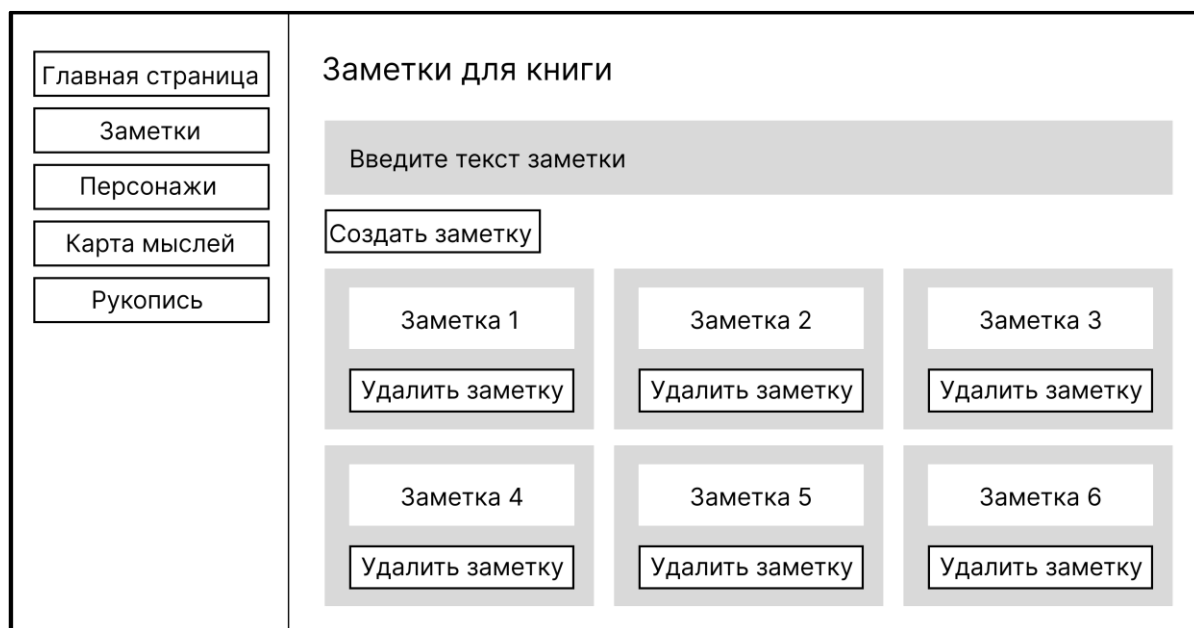 Главная страница
Заметки
Персонажи
Карта мыслей
Рукопись
Заметки для книги
Введите текст заметки
Создать заметку
Заметка 1
Заметка 2
Заметка 3
Удалить заметку
Удалить заметку
Удалить заметку
Заметка 4
Заметка 5
Заметка 6
Удалить заметку
Удалить заметку
Удалить заметку